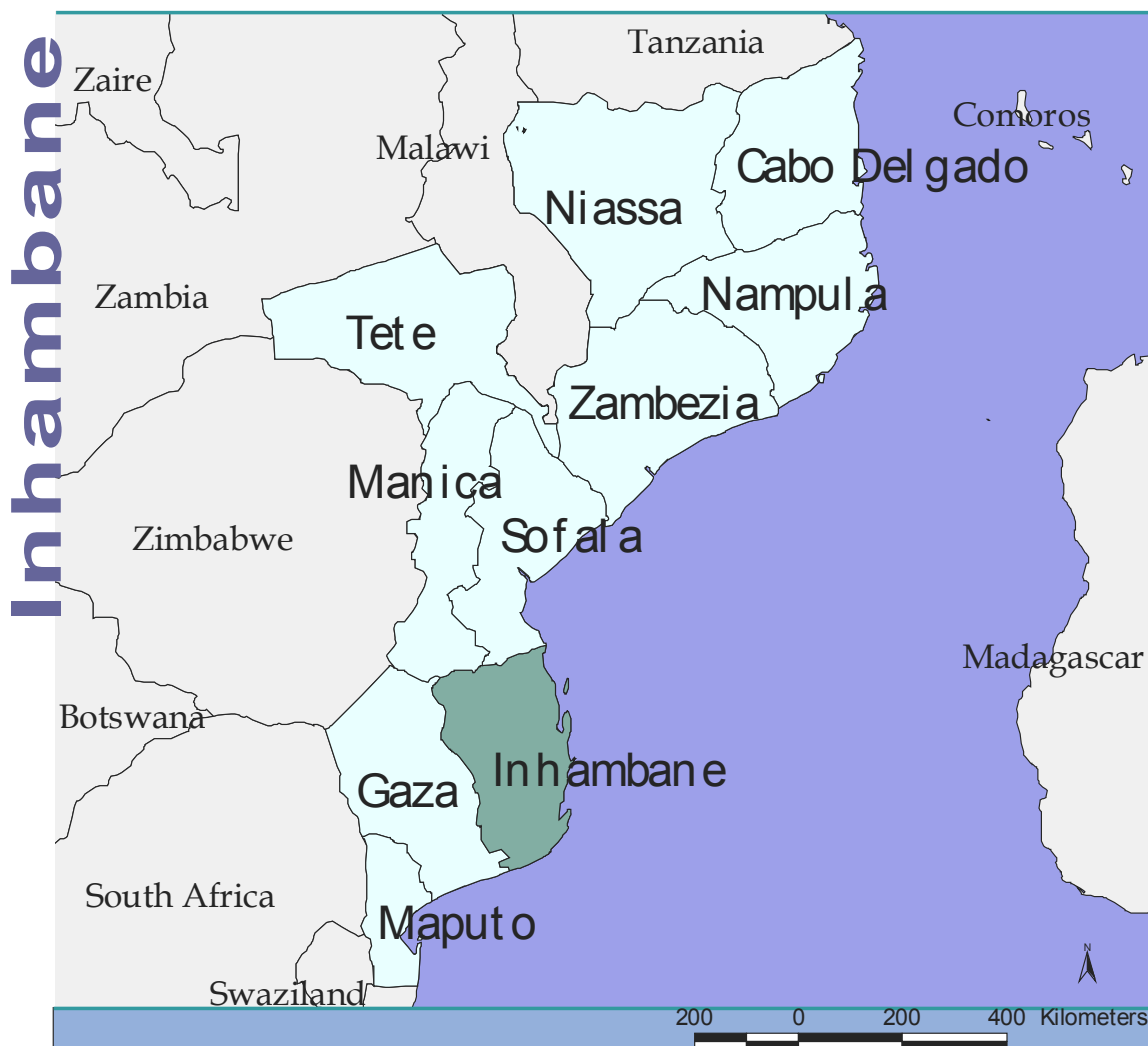 Inhambane
Tanzania
Zaire
Comoros
Malawi
Cabo Delgado
Niassa
Zambia
Nampula
Tete
Zambezia
Manica
Zimbabwe
Sofala
Madagascar
Botswana
Inhambane
Gaza
South Africa
Maputo
N
Swaziland
200 0 200 400 Kilometers